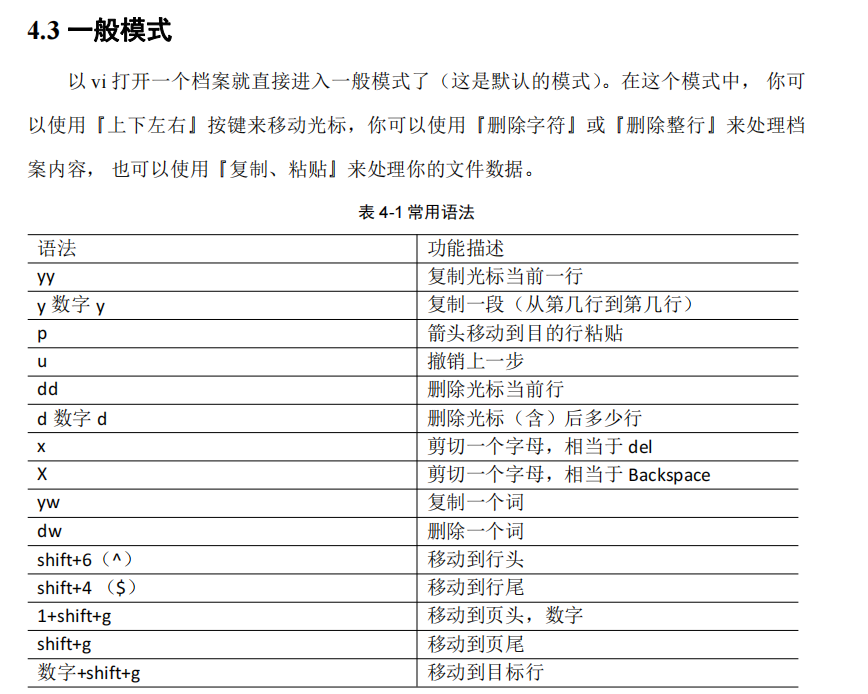 4.3 一般模式
以 vi 打开一个档案就直接进入一般模式了（这是默认的模式）。在这个模式中， 你可
以使用『上下左右』按键来移动光标，你可以使用『删除字符』或『删除整行』来处理档
案内容， 也可以使用『复制、粘贴』来处理你的文件数据。
表 4-1 常用语法
语法 功能描述
yy 复制光标当前一行
y 数字 y 复制一段（从第几行到第几行）
p 箭头移动到目的行粘贴
u 撤销上一步
dd 删除光标当前行
d 数字 d 删除光标（含）后多少行
x 剪切一个字母，相当于 del
X 剪切一个字母，相当于 Backspace
yw 复制一个词
dw 删除一个词
shift+6（^） 移动到行头
shift+4 （$） 移动到行尾
1+shift+g 移动到页头，数字
shift+g 移动到页尾
数字+shift+g 移动到目标行